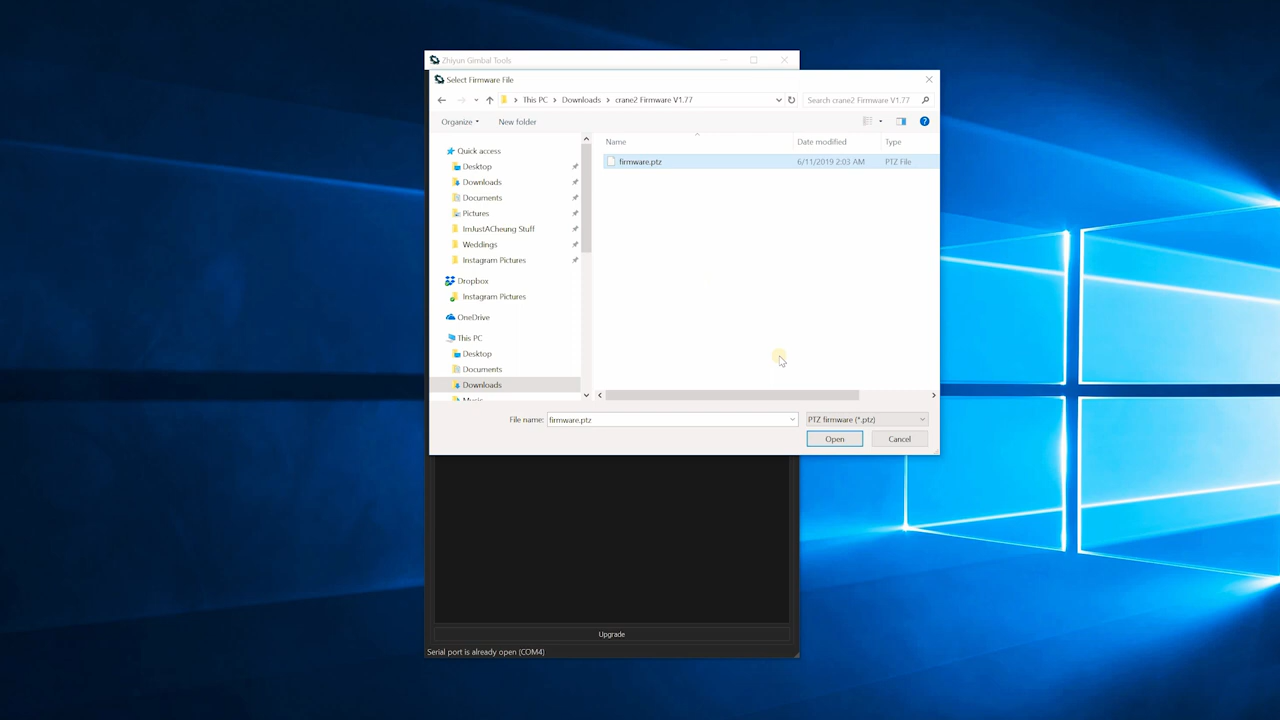 Zhiyun Gimbal Tools
Select Firmware File
This PC > Downloads > crane2 Firmware V1.77
Search crane2 Firmware V1.77
Organize
New folder
Name
Date modified
Type
firmware.ptz
6/11/2019 2:03 AM
PTZ File
Quick access
Desktop
Downloads
Documents
Pictures
ImJustACheung Stuff
Weddings
Instagram Pictures
Dropbox
Instagram Pictures
OneDrive
This PC
Desktop
Documents
Downloads
Music
File name:
firmware.ptz
PTZ firmware (*.ptz)
Open
Cancel
Upgrade
Serial port is already open (COM4)